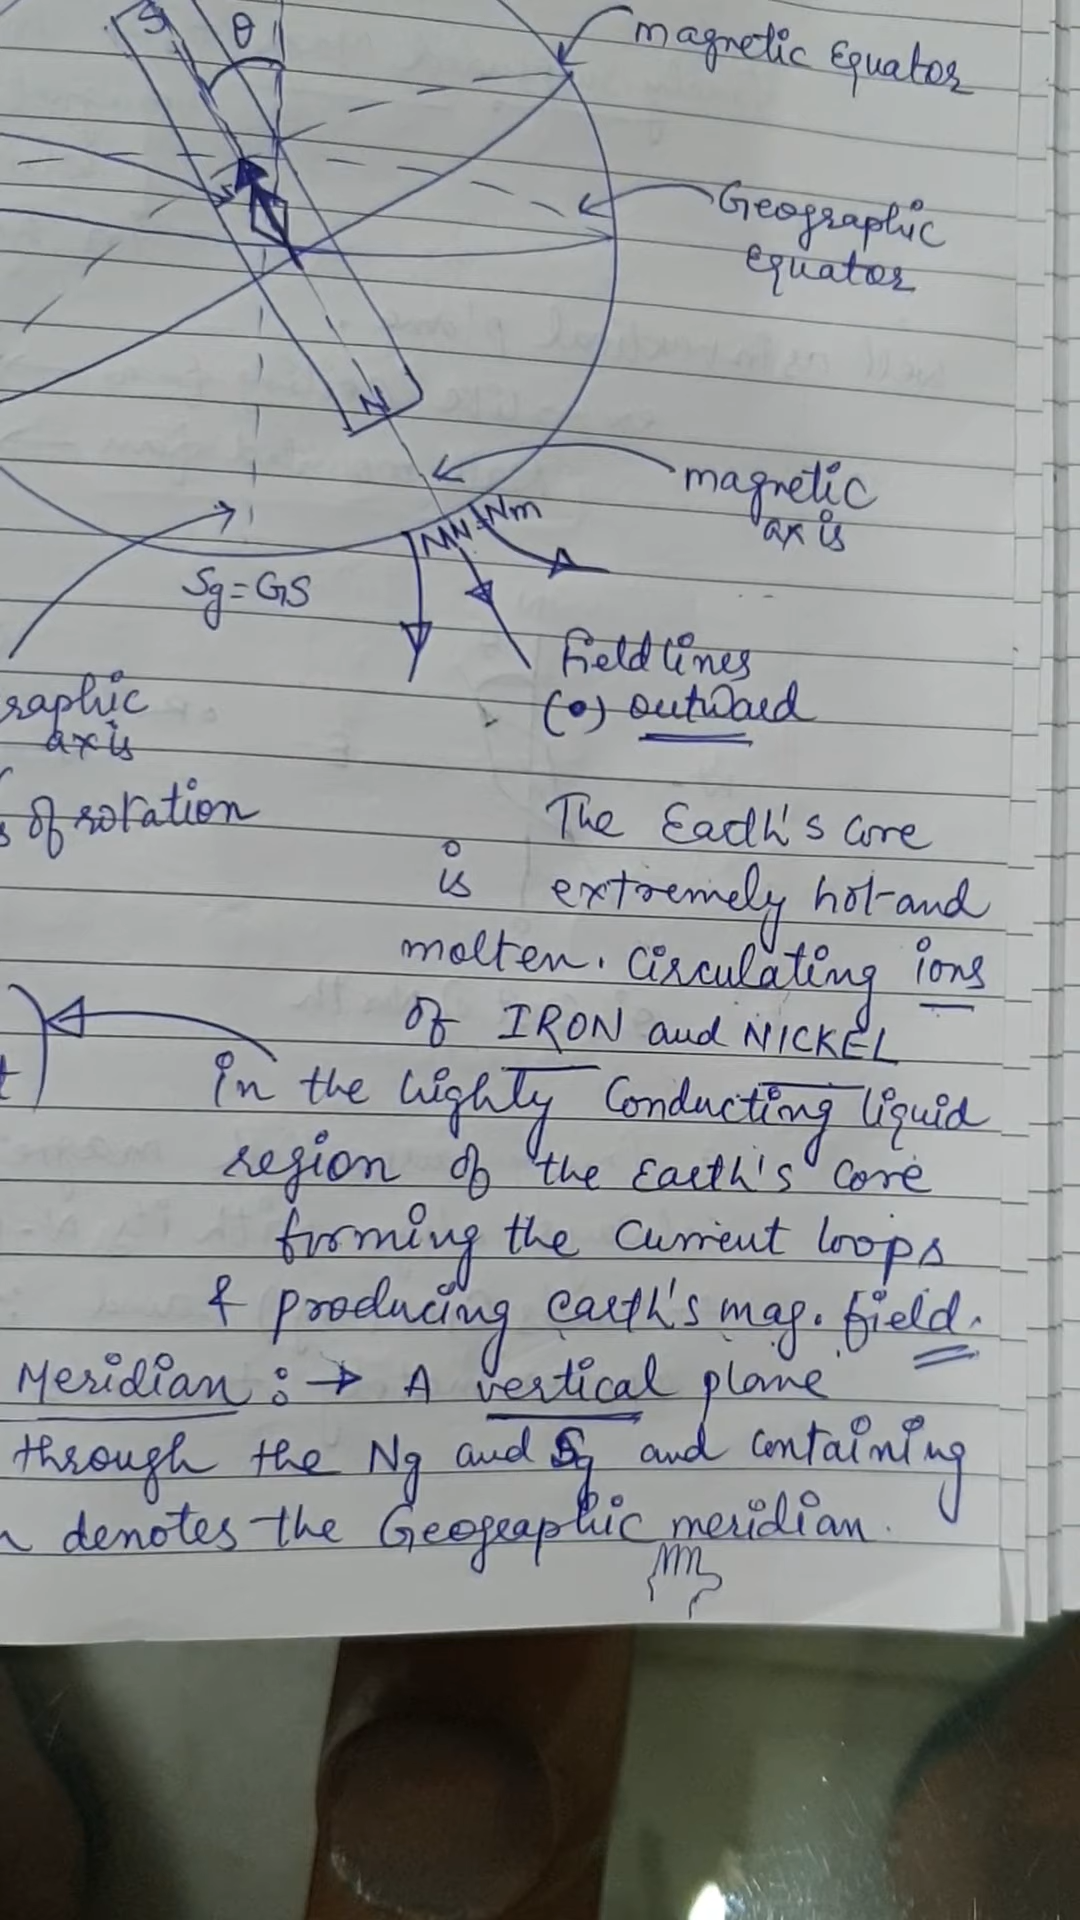 S θ
magnetic Equator
Geographic
equator
N
magnetic
axis
MN=Nm
Sg=GS
field lines
(•) outward
raphic
axis
of rotation
The Earth's core
is extremely hot and
molten. Circulating ions
of IRON and NICKEL
in the highly Conducting liquid
region of the Earth's core
forming the Current loops
& producing earth's mag. field.
Meridian :→ A vertical plane
through the Ng and Sg and containing
denotes the Geographic meridian.